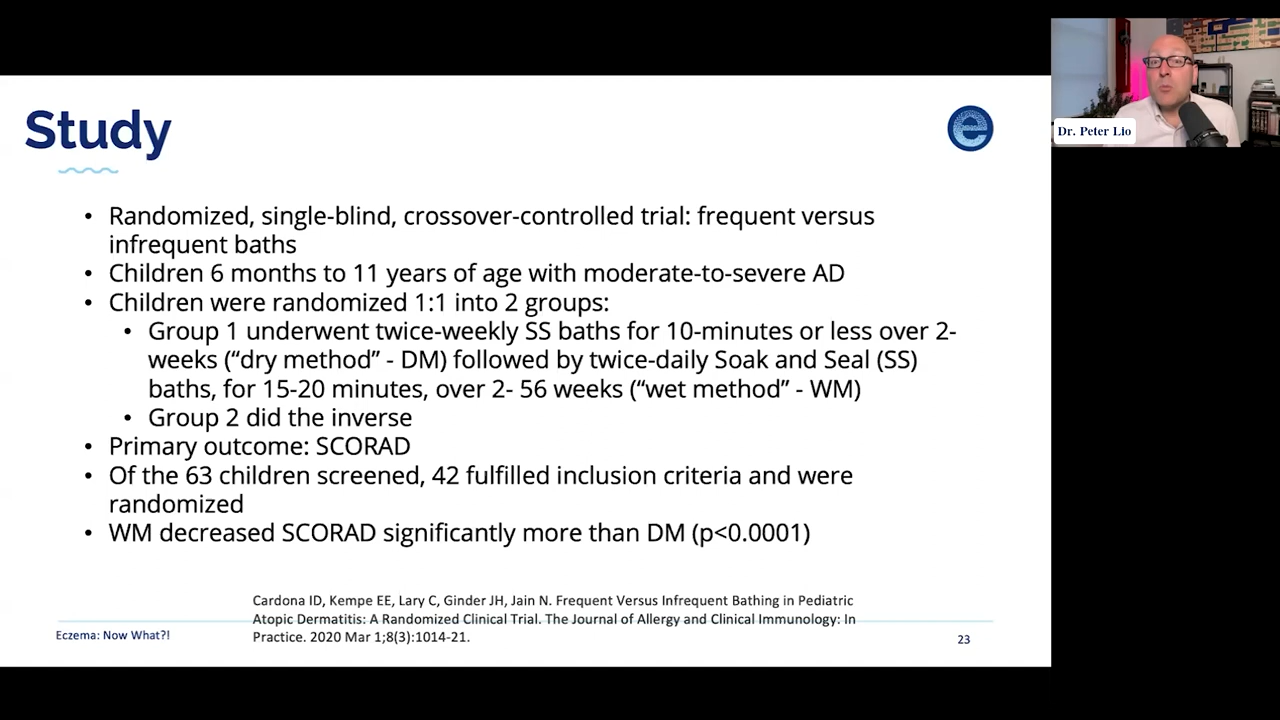 Study
• Randomized, single-blind, crossover-controlled trial: frequent versus
infrequent baths
• Children 6 months to 11 years of age with moderate-to-severe AD
• Children were randomized 1:1 into 2 groups:
• Group 1 underwent twice-weekly SS baths for 10-minutes or less over 2-
weeks (“dry method” - DM) followed by twice-daily Soak and Seal (SS)
baths, for 15-20 minutes, over 2- 56 weeks (“wet method” - WM)
• Group 2 did the inverse
• Primary outcome: SCORAD
• Of the 63 children screened, 42 fulfilled inclusion criteria and were
randomized
• WM decreased SCORAD significantly more than DM (p<0.0001)
Cardona ID, Kempe EE, Lary C, Ginder JH, Jain N. Frequent Versus Infrequent Bathing in Pediatric
Atopic Dermatitis: A Randomized Clinical Trial. The Journal of Allergy and Clinical Immunology: In
Practice. 2020 Mar 1;8(3):1014-21.
Eczema: Now What?!
23
e
Dr. Peter Lio